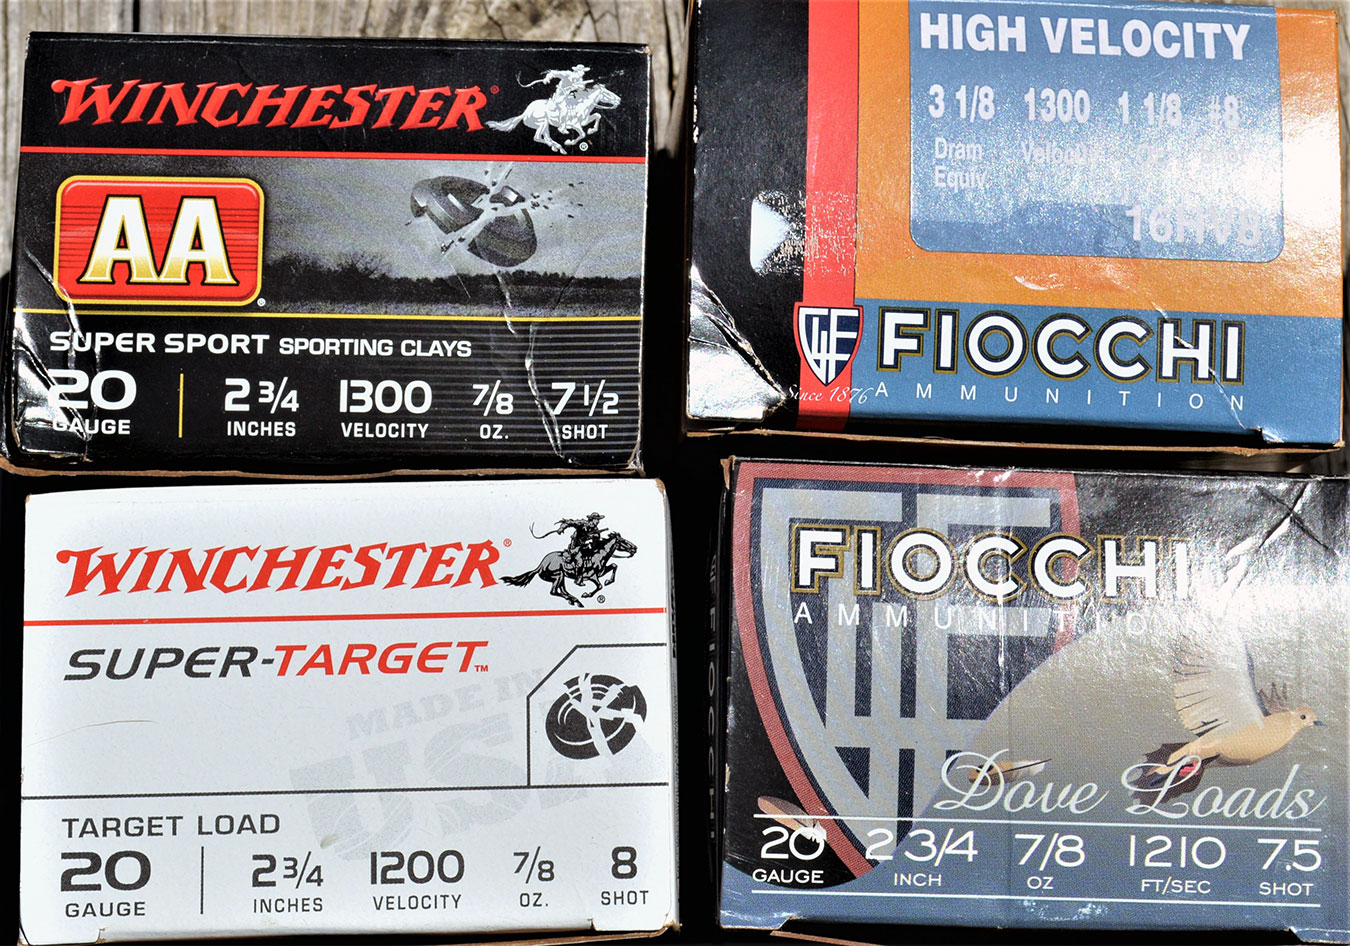 WINCHESTER®
AA®
SUPER SPORT SPORTING CLAYS
20 2 3/4 1300 7/8 7 1/2
GAUGE INCHES VELOCITY OZ. SHOT
HIGH VELOCITY
3 1/8 1300 1 1/8 #8
Dram Velocity
Equiv.
GFL
FIOCCHI
Since 1876 AMMUNITION
WINCHESTER®
SUPER-TARGET™
MADE IN
USA
TARGET LOAD
20 2 3/4 1200 7/8 8
GAUGE INCHES VELOCITY OZ. SHOT
FIOCCHI
AMMUNITION
Dove Loads
20 2 3/4 7/8 1210 7.5
GAUGE INCH OZ FT/SEC SHOT